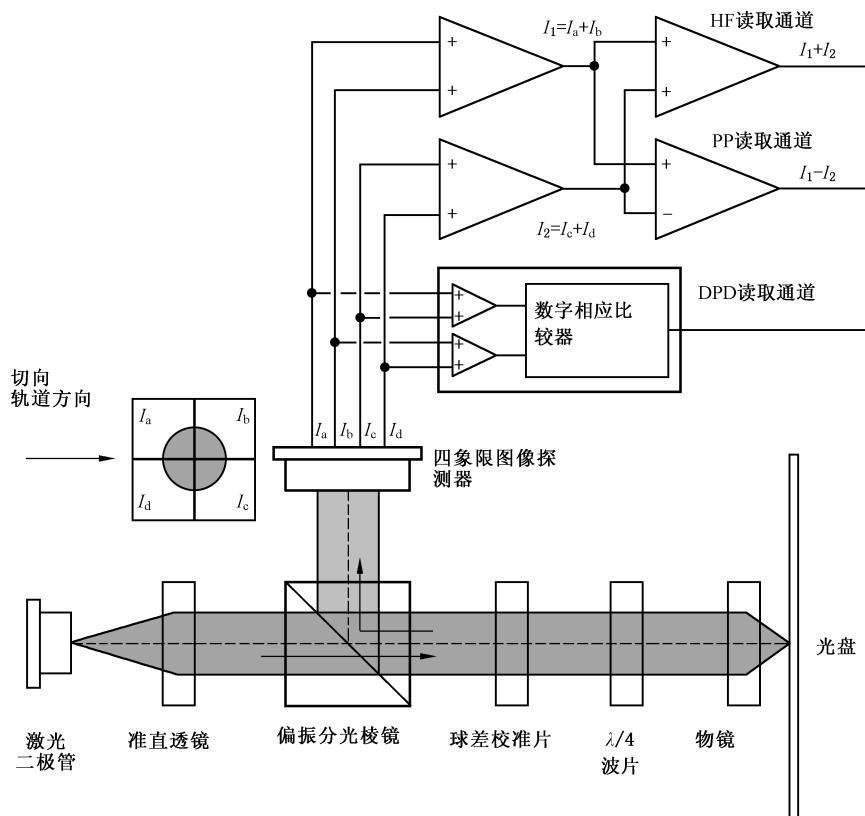 HF读取通道
I1=Ia+Ib
I1+I2
+
+
+
+
PP读取通道
+
+
+
−
I1−I2
I2=Ic+Id
DPD读取通道
+
+
+
+
数字相应比
较器
切向
轨道方向
Ia
Ib
Id
Ic
Ia Ib Ic Id
四象限图像探
测器
光盘
激光
二极管
准直透镜
偏振分光棱镜
球差校准片
λ/4
波片
物镜